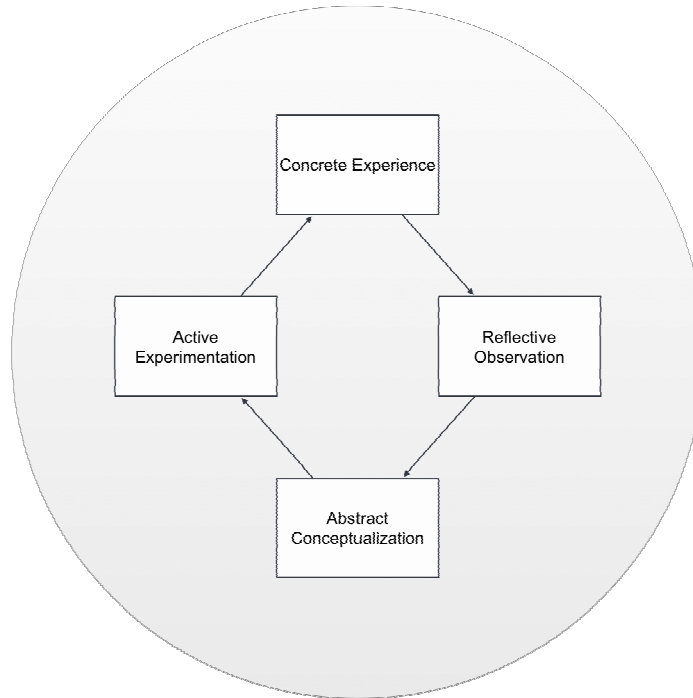 Concrete Experience
Active
Experimentation
Reflective
Observation
Abstract
Conceptualization